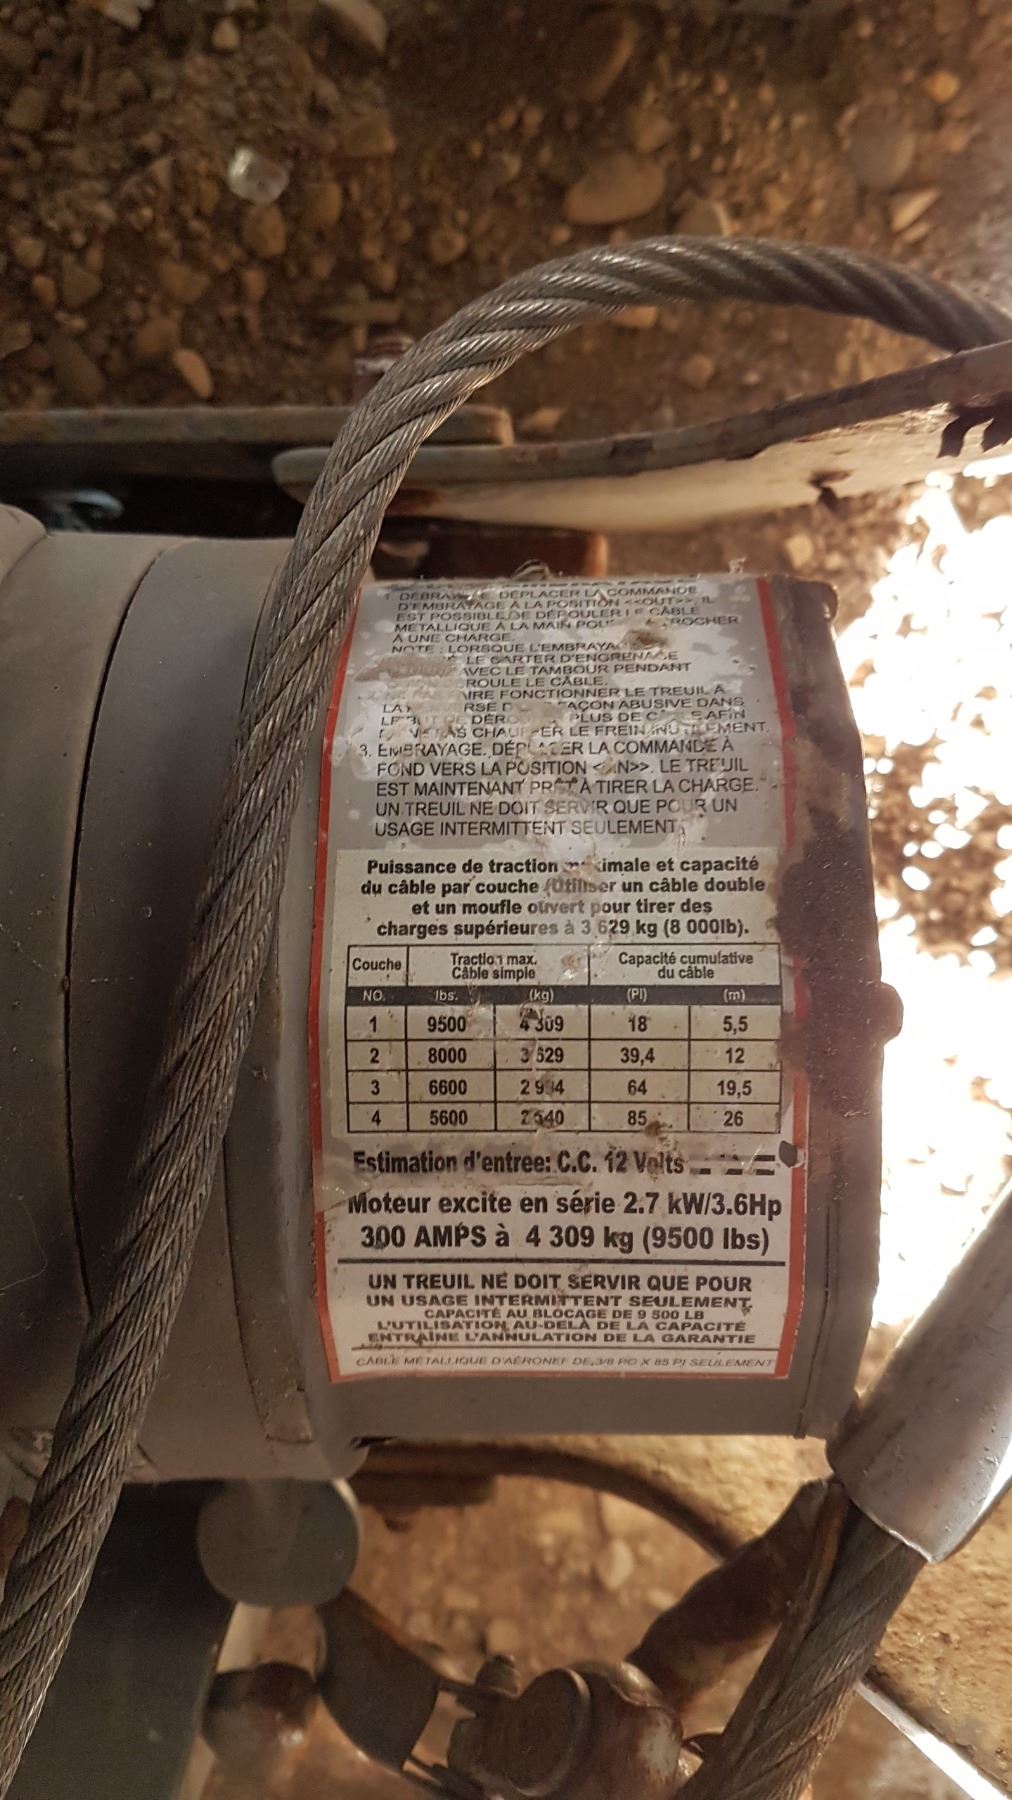 1. DÉBRAYAGE. DÉPLACER LA COMMANDE
D'EMBRAYAGE À LA POSITION <<OUT>>, IL
EST POSSIBLE DE DÉROULER LE CÂBLE
MÉTALLIQUE À LA MAIN
À UNE CHARGE.
NOTE : LORSQUE
LE CARTER D'ENGRENAGE
AVEC LE TAMBOUR PENDANT
ROULE LE CÂBLE.
FONCTIONNER LE TREUIL À
FAÇON ABUSIVE DANS
PLUS DE AFIN
PAS CHAUFFER LE FREIN INUTILEMENT.
3. EMBRAYAGE. DÉPLACER LA COMMANDE À
FOND VERS LA POSITION <<IN>>. LE TREUIL
EST MAINTENANT PRÊT À TIRER LA CHARGE.
UN TREUIL NE DOIT SERVIR QUE POUR UN
USAGE INTERMITTENT SEULEMENT
Puissance de traction maximale et capacité
du câble par couche (Utiliser un câble double
et un moufle ouvert pour tirer des
charges supérieures à 3 629 kg (8 000lb).
Couche Traction max. Capacité cumulative
Câble simple du câble
NO. lbs. (kg) (PI) (m)
1 9500 4 309 18 5,5
2 8000 3 629 39,4 12
3 6600 2 994 64 19,5
4 5600 2 540 85 26
Estimation d'entree: C.C. 12 Volts
Moteur excite en série 2.7 kW/3.6Hp
300 AMPS à 4 309 kg (9500 lbs)
UN TREUIL NE DOIT SERVIR QUE POUR
UN USAGE INTERMITTENT SEULEMENT.
CAPACITÉ AU BLOCAGE DE 9 500 LB
L'UTILISATION AU-DELÀ DE LA CAPACITÉ
ENTRAÎNE L'ANNULATION DE LA GARANTIE
CÂBLE MÉTALLIQUE D'AÉRONEF DE 3/8 PO X 85 PI SEULEMENT